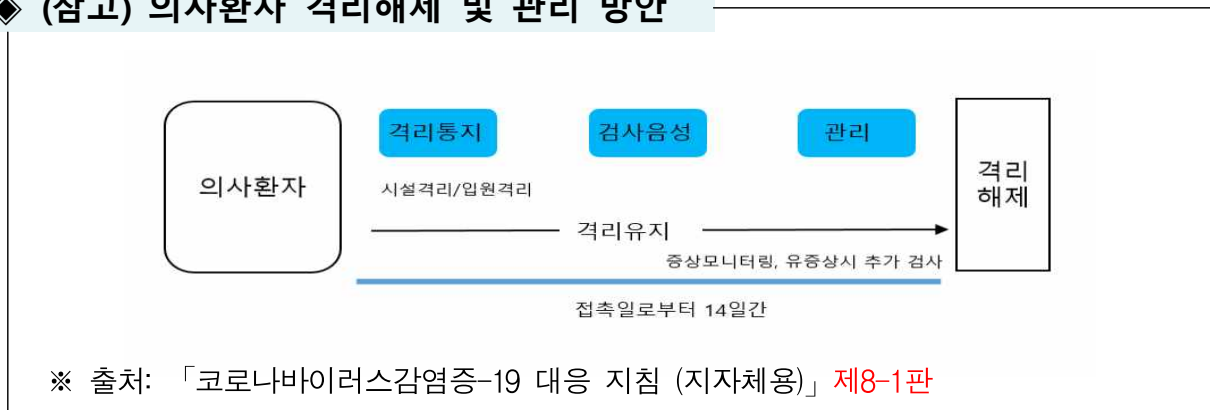 ◈ (참고) 의사환자 격리해제 및 관리 방안
격리통지 검사음성 관리
의사환자
시설격리/입원격리
격리
해제
격리유지
증상모니터링, 유증상시 추가 검사
접촉일로부터 14일간
※ 출처: 「코로나바이러스감염증-19 대응 지침 (지자체용)」제8-1판